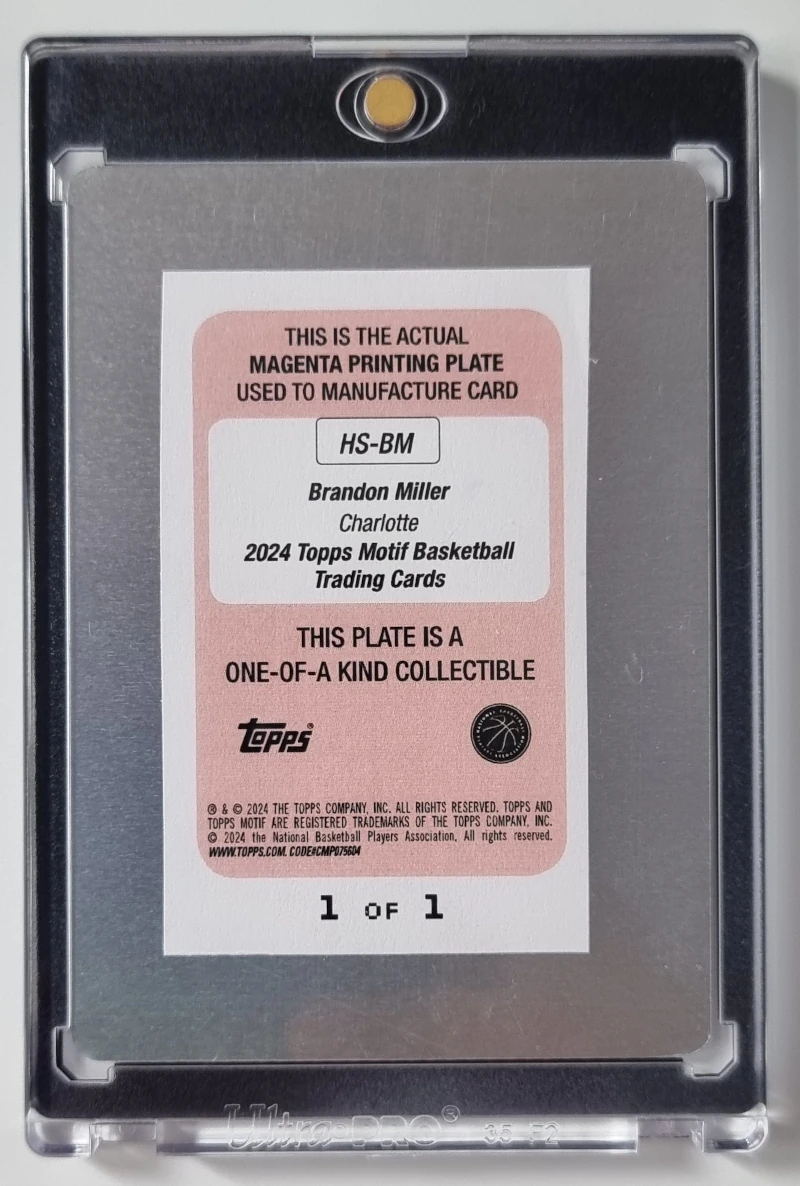 THIS IS THE ACTUAL
MAGENTA PRINTING PLATE
USED TO MANUFACTURE CARD
HS-BM
Brandon Miller
Charlotte
2024 Topps Motif Basketball
Trading Cards
THIS PLATE IS A
ONE-OF-A KIND COLLECTIBLE
Topps®
® & © 2024 THE TOPPS COMPANY, INC. ALL RIGHTS RESERVED. TOPPS AND
TOPPS MOTIF ARE REGISTERED TRADEMARKS OF THE TOPPS COMPANY, INC.
© 2024 the National Basketball Players Association. All rights reserved.
WWW.TOPPS.COM. CODE#CMP075604
1 OF 1
Ultra PRO® 35 F2